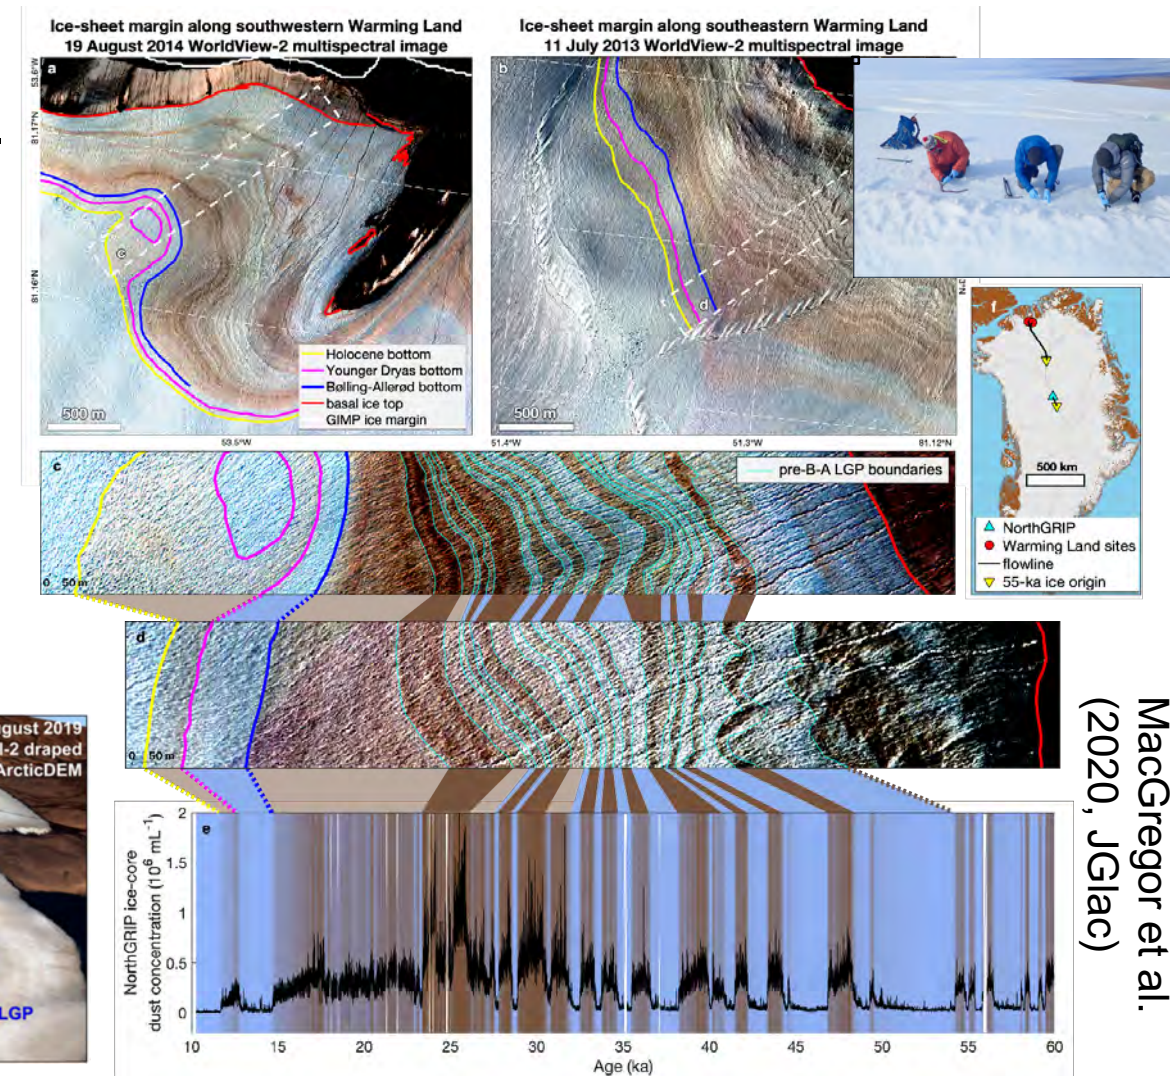 Ice-sheet margin along southwestern Warming Land
19 August 2014 WorldView-2 multispectral image
Ice-sheet margin along southeastern Warming Land
11 July 2013 WorldView-2 multispectral image
a
53.6°W
81.17°N
81.16°N
c
Holocene bottom
Younger Dryas bottom
Bølling-Allerød bottom
basal ice top
GIMP ice margin
500 m
53.5°W
b
d
500 m
51.4°W
51.3°W
81.12°N
3°N
c
pre-B-A LGP boundaries
0 50 m
500 km
NorthGRIP
Warming Land sites
flowline
55-ka ice origin
d
0 50 m
gust 2019
l-2 draped
ArcticDEM
LGP
e
NorthGRIP ice-core
dust concentration (10⁶ mL⁻¹)
2
1.5
1
0.5
0
10 15 20 25 30 35 40 45 50 55 60
Age (ka)
MacGregor et al.
(2020, JGlac)